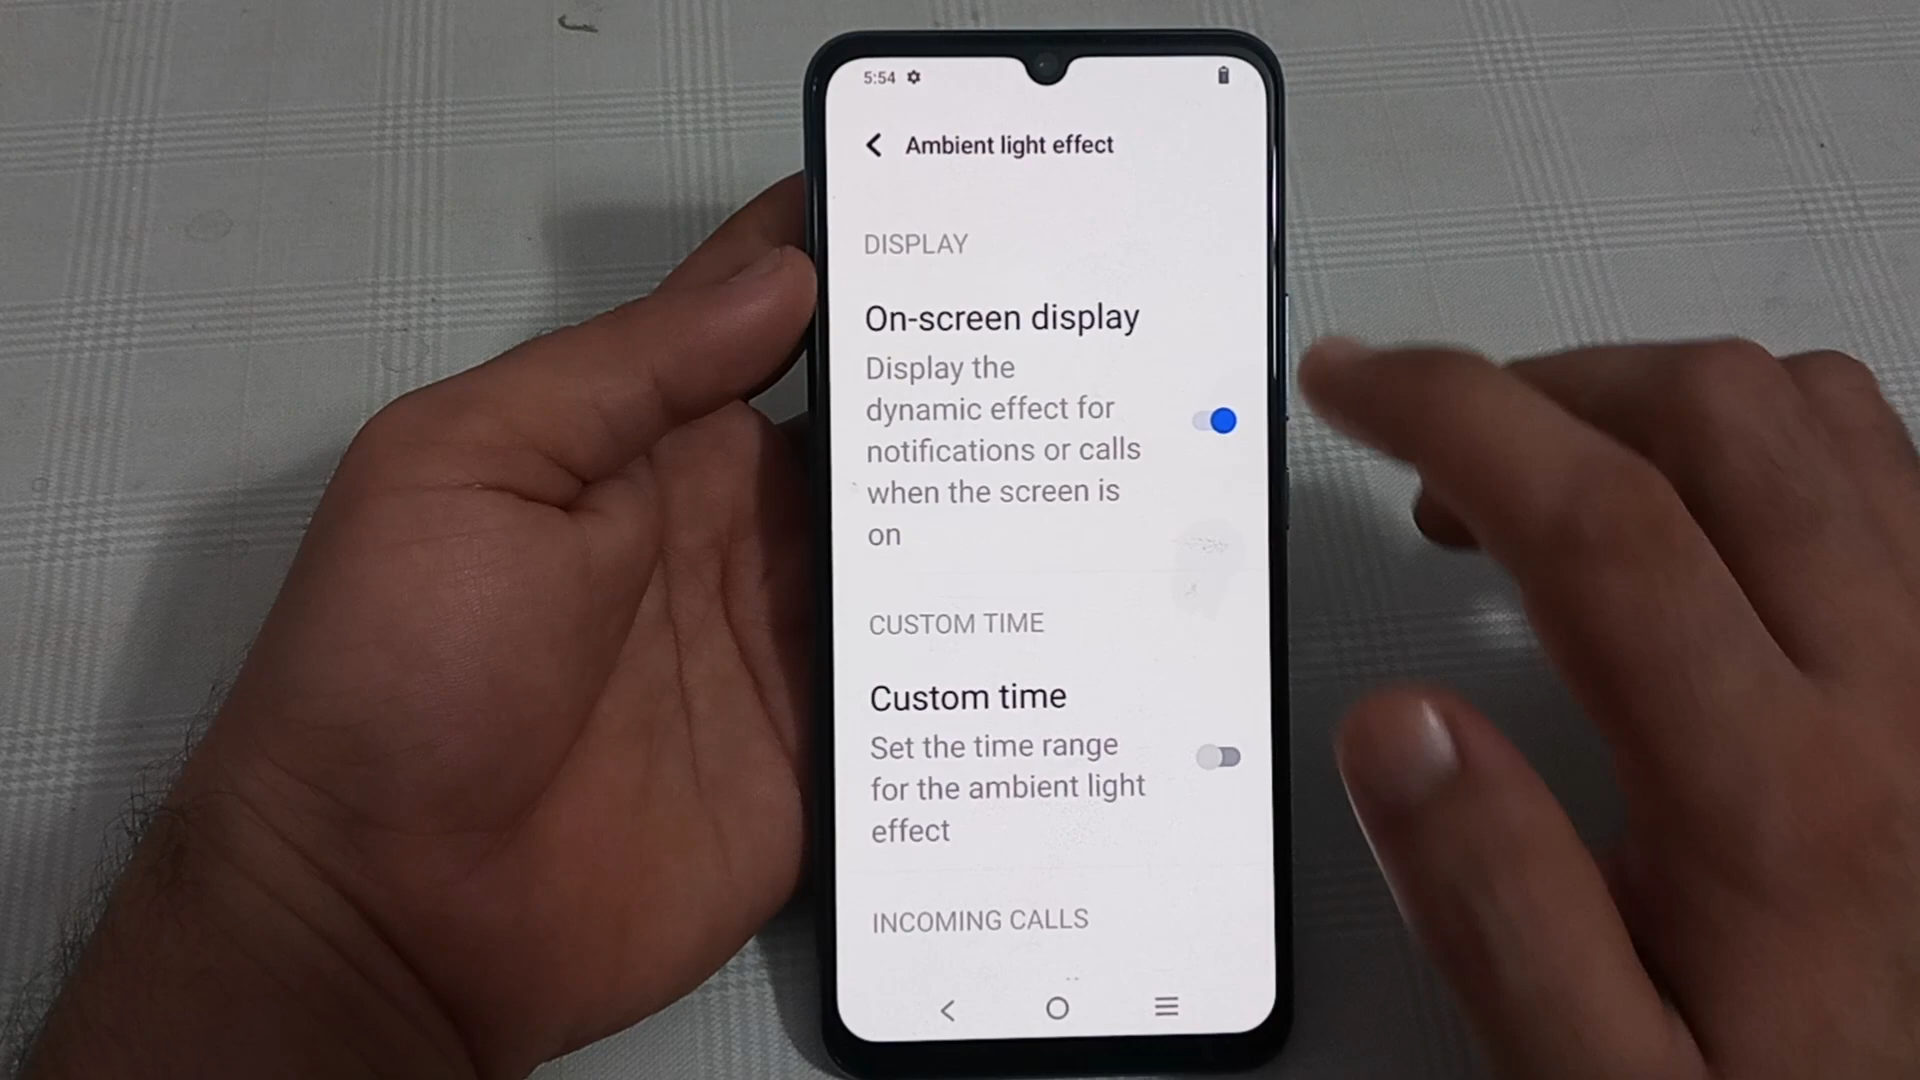 5:54
Ambient light effect
DISPLAY
On-screen display
Display the
dynamic effect for
notifications or calls
when the screen is
on
CUSTOM TIME
Custom time
Set the time range
for the ambient light
effect
INCOMING CALLS